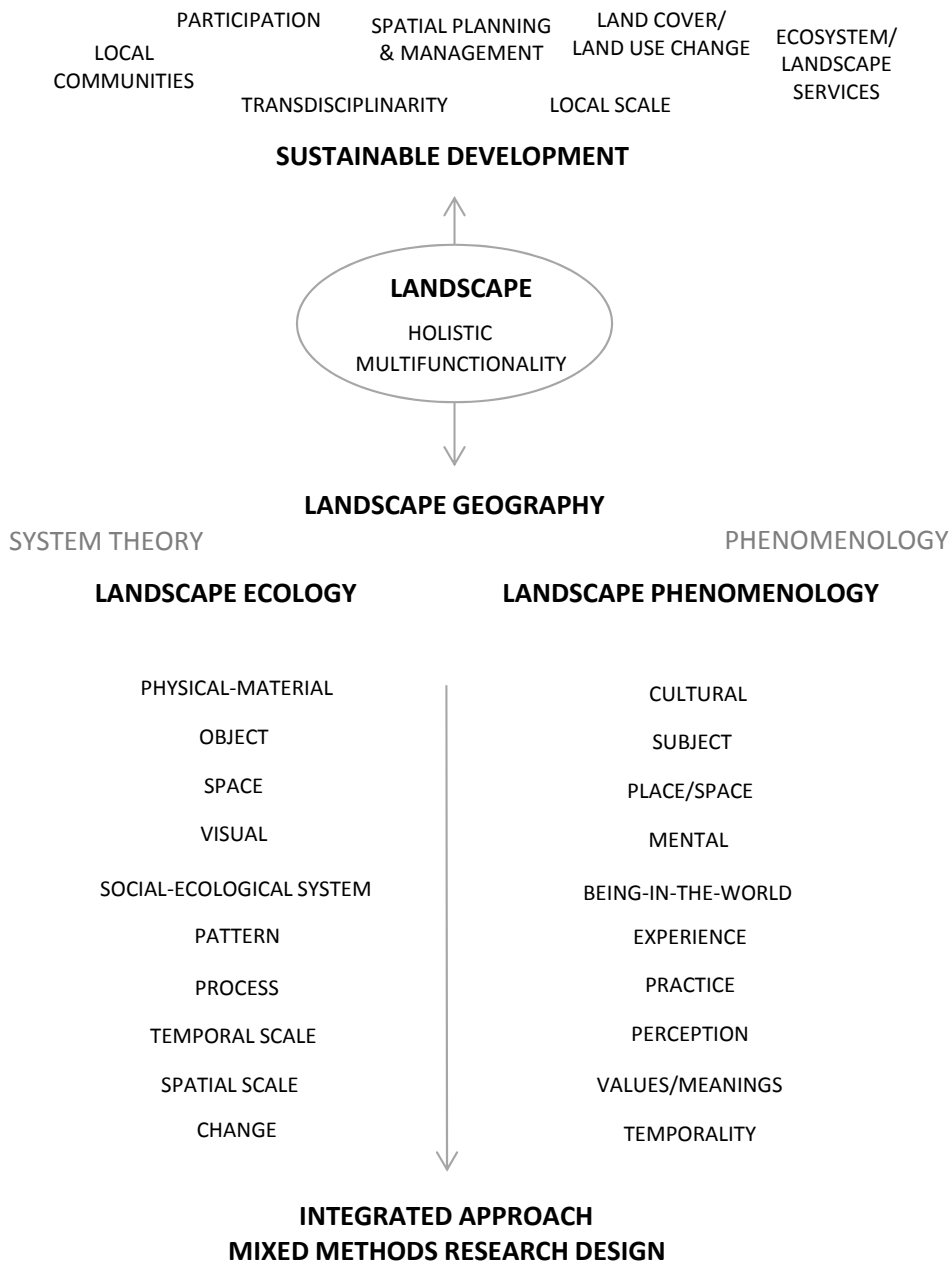 PARTICIPATION
SPATIAL PLANNING
& MANAGEMENT
LAND COVER/
LAND USE CHANGE
ECOSYSTEM/
LANDSCAPE
SERVICES
LOCAL
COMMUNITIES
TRANSDISCIPLINARITY
LOCAL SCALE
SUSTAINABLE DEVELOPMENT
LANDSCAPE
HOLISTIC
MULTIFUNCTIONALITY
LANDSCAPE GEOGRAPHY
SYSTEM THEORY
PHENOMENOLOGY
LANDSCAPE ECOLOGY
LANDSCAPE PHENOMENOLOGY
PHYSICAL-MATERIAL
OBJECT
SPACE
VISUAL
SOCIAL-ECOLOGICAL SYSTEM
PATTERN
PROCESS
TEMPORAL SCALE
SPATIAL SCALE
CHANGE
CULTURAL
SUBJECT
PLACE/SPACE
MENTAL
BEING-IN-THE-WORLD
EXPERIENCE
PRACTICE
PERCEPTION
VALUES/MEANINGS
TEMPORALITY
INTEGRATED APPROACH
MIXED METHODS RESEARCH DESIGN